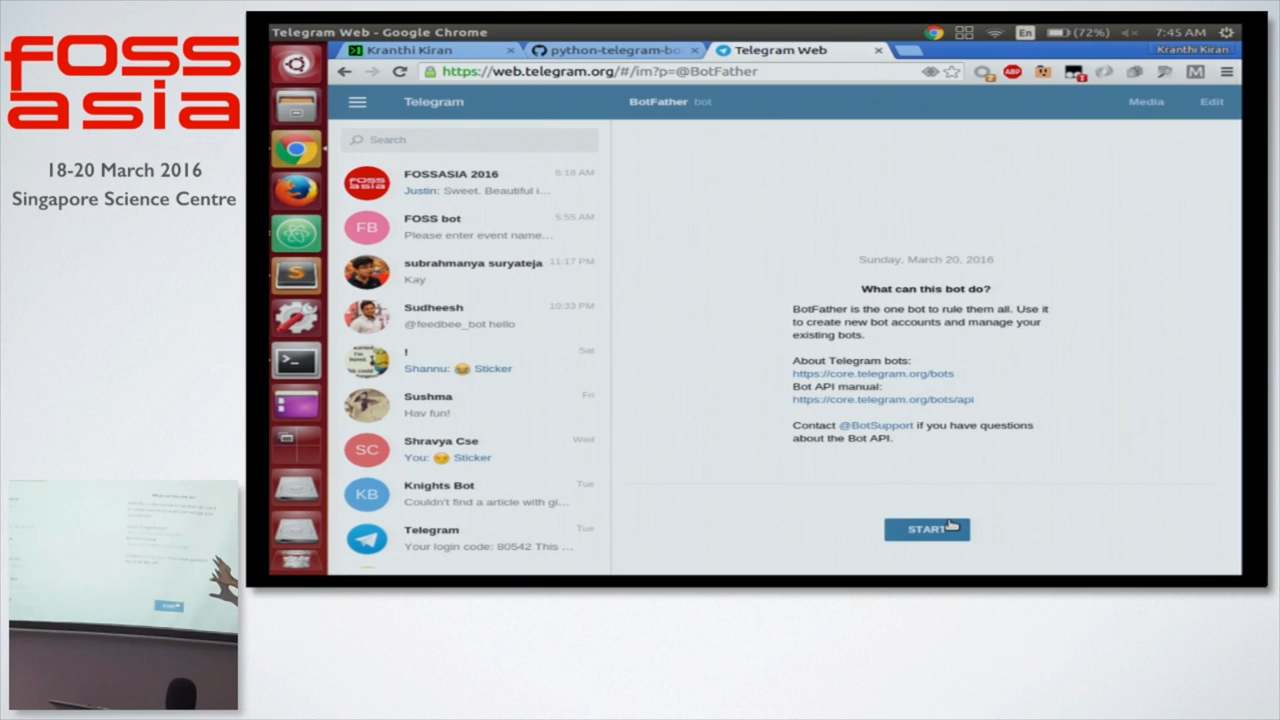 FOSS
ASIA
18-20 March 2016
Singapore Science Centre
Telegram Web - Google Chrome
En
(72%)
7:45 AM
Kranthi Kiran
python-telegram-bo
Telegram Web
Kranthi Kiran
https://web.telegram.org/#/im?p=@BotFather
ABP
Telegram
BotFather bot
Media
Edit
Search
FOSSASIA 2016
6:18 AM
Justin: Sweet. Beautiful i...
FB
FOSS bot
5:55 AM
Please enter event name...
subrahmanya suryateja
11:17 PM
Kay
Sudheesh
10:33 PM
@feedbee_bot hello
!
Sat
Shannu: Sticker
Sushma
Fri
Hav fun!
SC
Shravya Cse
Wed
You: Sticker
KB
Knights Bot
Tue
Couldn't find a article with gi...
Telegram
Tue
Your login code: 80542 This ...
Sunday, March 20, 2016
What can this bot do?
BotFather is the one bot to rule them all. Use it
to create new bot accounts and manage your
existing bots.
About Telegram bots:
https://core.telegram.org/bots
Bot API manual:
https://core.telegram.org/bots/api
Contact @BotSupport if you have questions
about the Bot API.
START